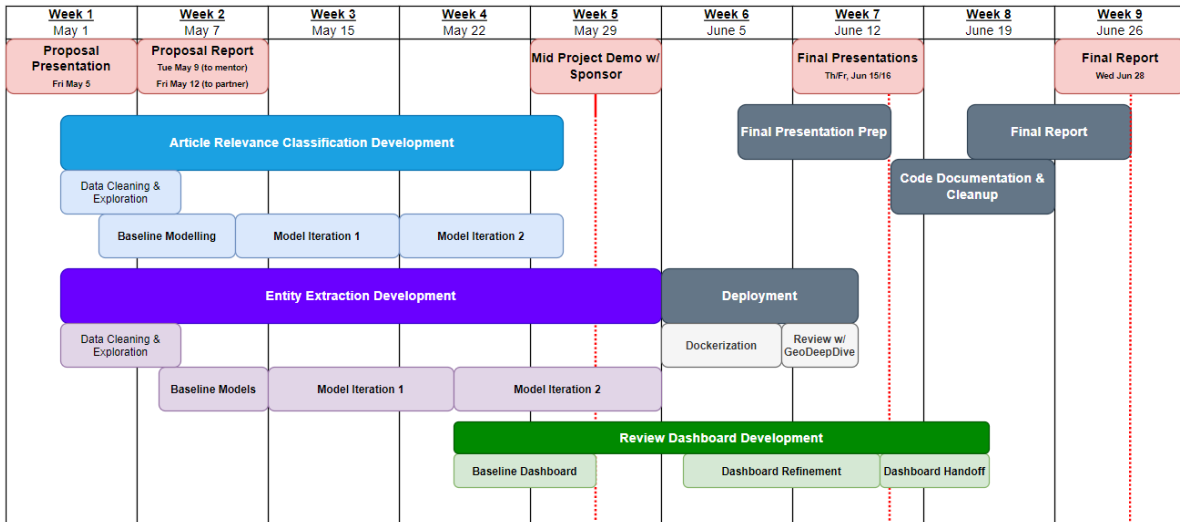 Week 1
May 1
Week 2
May 7
Week 3
May 15
Week 4
May 22
Week 5
May 29
Week 6
June 5
Week 7
June 12
Week 8
June 19
Week 9
June 26
Proposal
Presentation
Fri May 5
Proposal Report
Tue May 9 (to mentor)
Fri May 12 (to partner)
Mid Project Demo w/
Sponsor
Final Presentations
Th/Fr, Jun 15/16
Final Report
Wed Jun 28
Article Relevance Classification Development
Final Presentation Prep
Final Report
Code Documentation &
Cleanup
Data Cleaning &
Exploration
Baseline Modelling
Model Iteration 1
Model Iteration 2
Entity Extraction Development
Deployment
Data Cleaning &
Exploration
Dockerization
Review w/
GeoDeepDive
Baseline Models
Model Iteration 1
Model Iteration 2
Review Dashboard Development
Baseline Dashboard
Dashboard Refinement
Dashboard Handoff